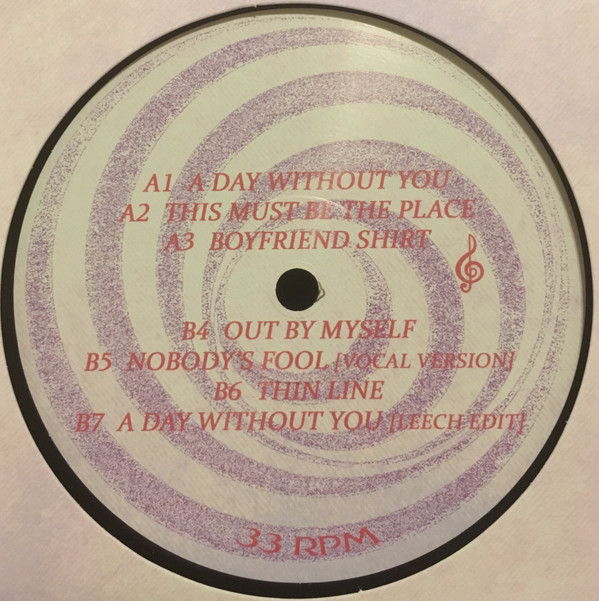 A1 A DAY WITHOUT YOU
A2 THIS MUST BE THE PLACE
A3 BOYFRIEND SHIRT
B4 OUT BY MYSELF
B5 NOBODY'S FOOL [VOCAL VERSION]
B6 THIN LINE
B7 A DAY WITHOUT YOU [LEECH EDIT]
33 RPM